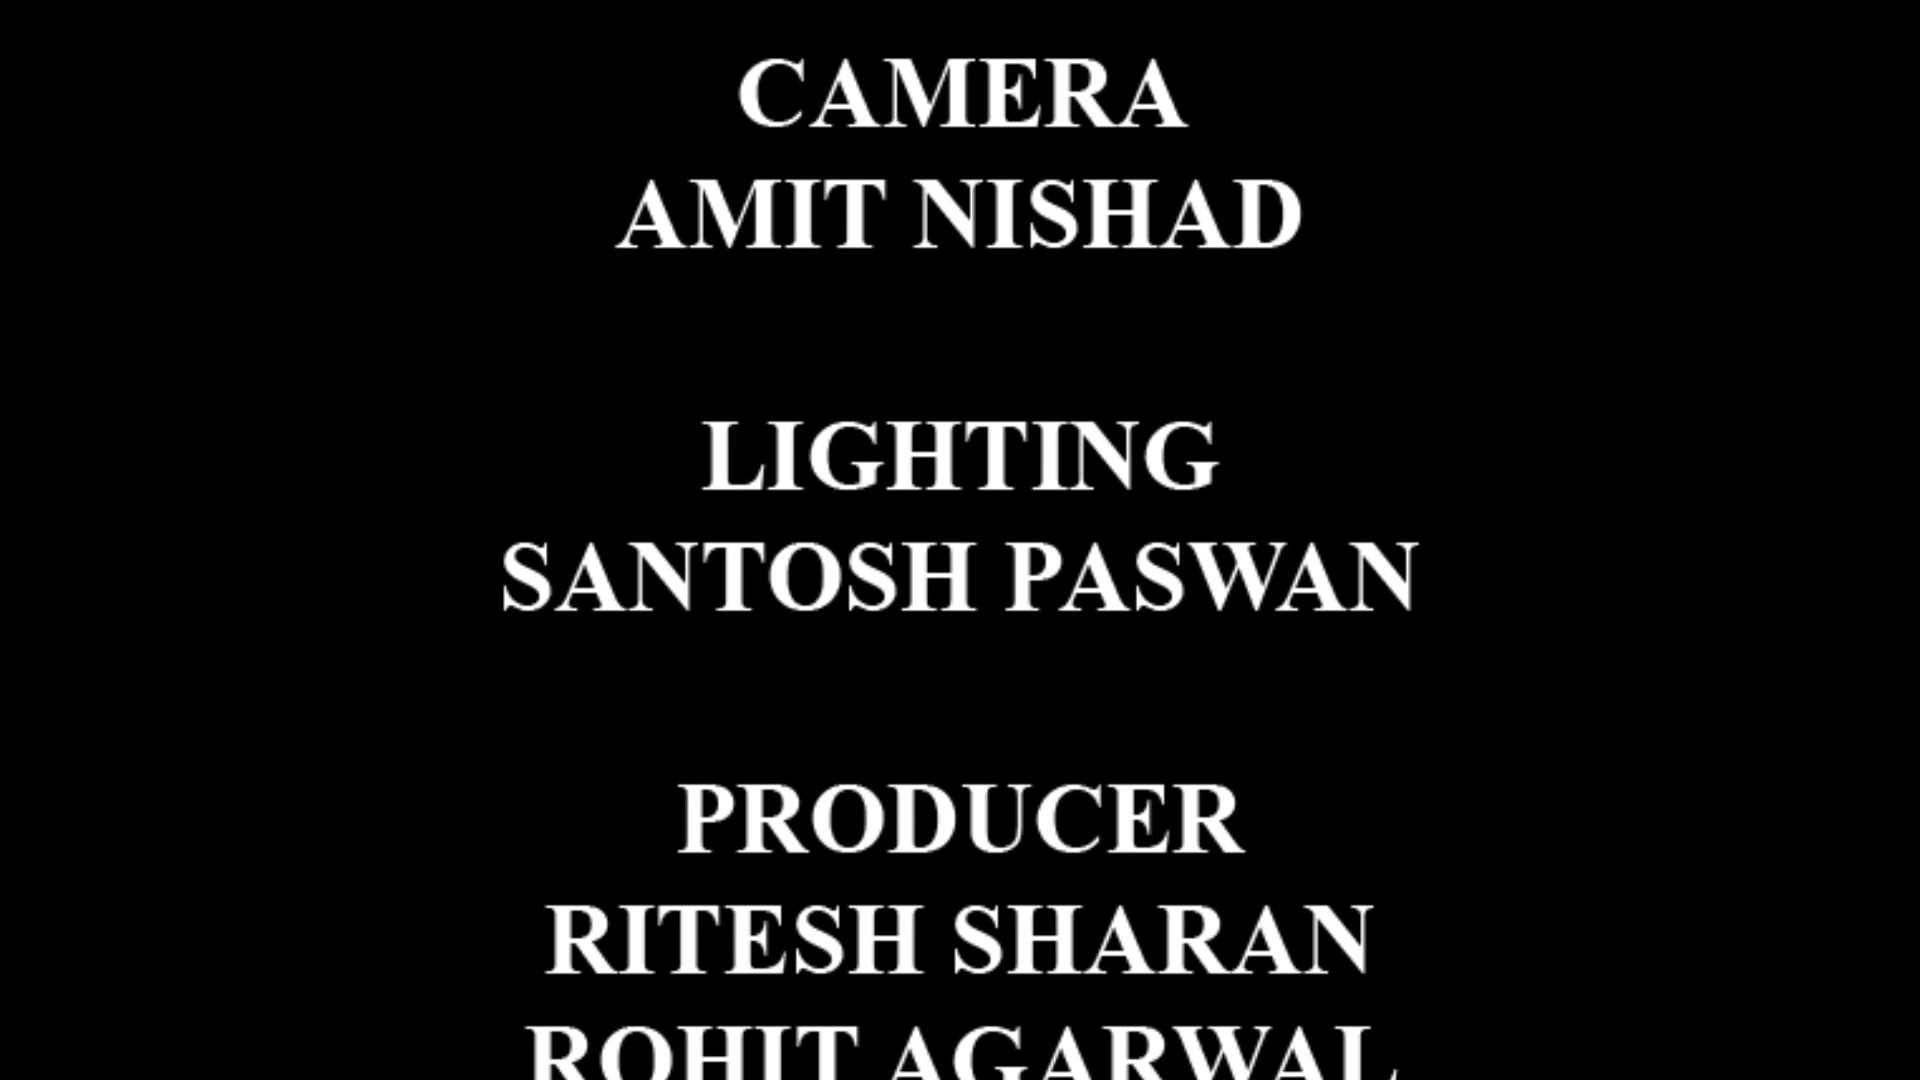 CAMERA
AMIT NISHAD
LIGHTING
SANTOSH PASWAN
PRODUCER
RITESH SHARAN
ROHIT AGARWAL